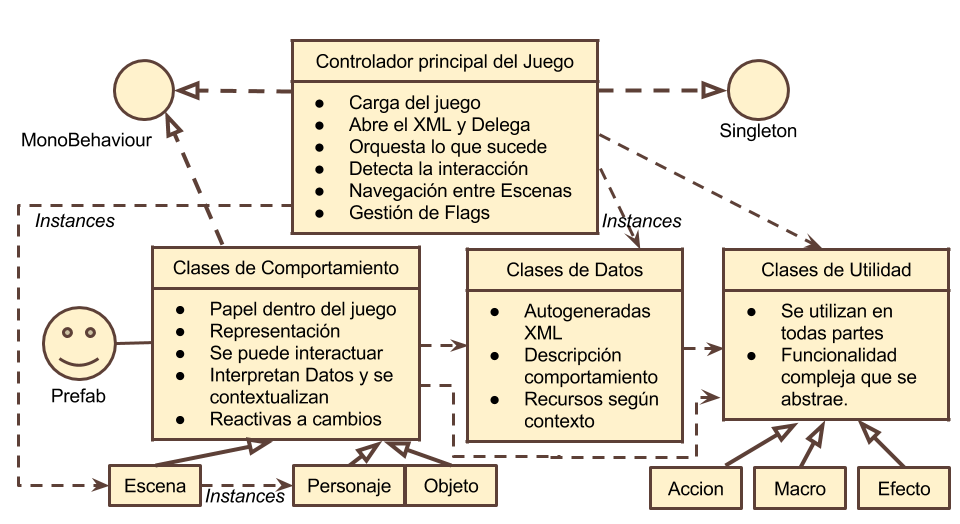 Controlador principal del Juego
● Carga del juego
● Abre el XML y Delega
● Orquesta lo que sucede
● Detecta la interacción
● Navegación entre Escenas
● Gestión de Flags
MonoBehaviour
Singleton
Instances
Instances
Clases de Comportamiento
● Papel dentro del juego
● Representación
● Se puede interactuar
● Interpretan Datos y se
contextualizan
● Reactivas a cambios
Clases de Datos
● Autogeneradas
XML
● Descripción
comportamiento
● Recursos según
contexto
Clases de Utilidad
● Se utilizan en
todas partes
● Funcionalidad
compleja que se
abstrae.
Prefab
Escena
Instances
Personaje
Objeto
Accion
Macro
Efecto